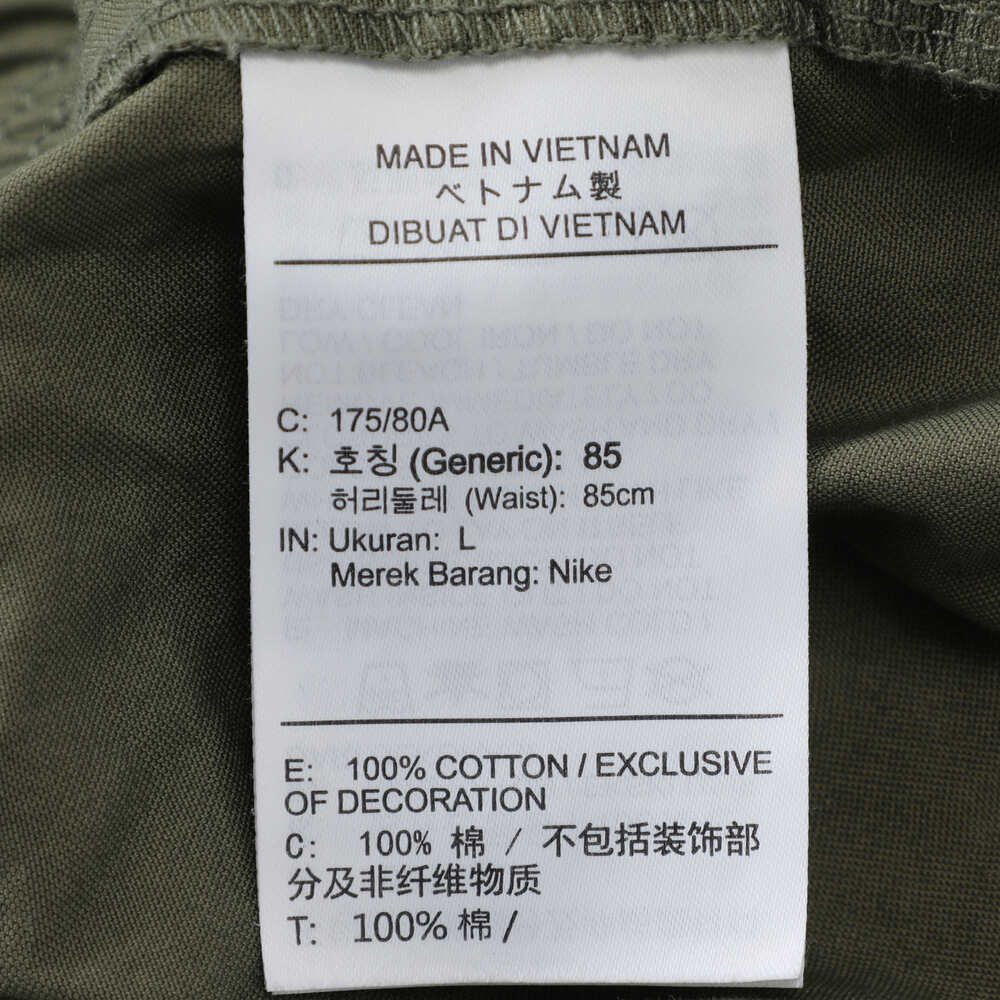 MADE IN VIETNAM
ベトナム製
DIBUAT DI VIETNAM
C: 175/80A
K: 호칭 (Generic): 85
허리둘레 (Waist): 85cm
IN: Ukuran: L
Merek Barang: Nike
E: 100% COTTON / EXCLUSIVE
OF DECORATION
C: 100% 棉 / 不包括装饰部
分及非纤维物质
T: 100% 棉 /